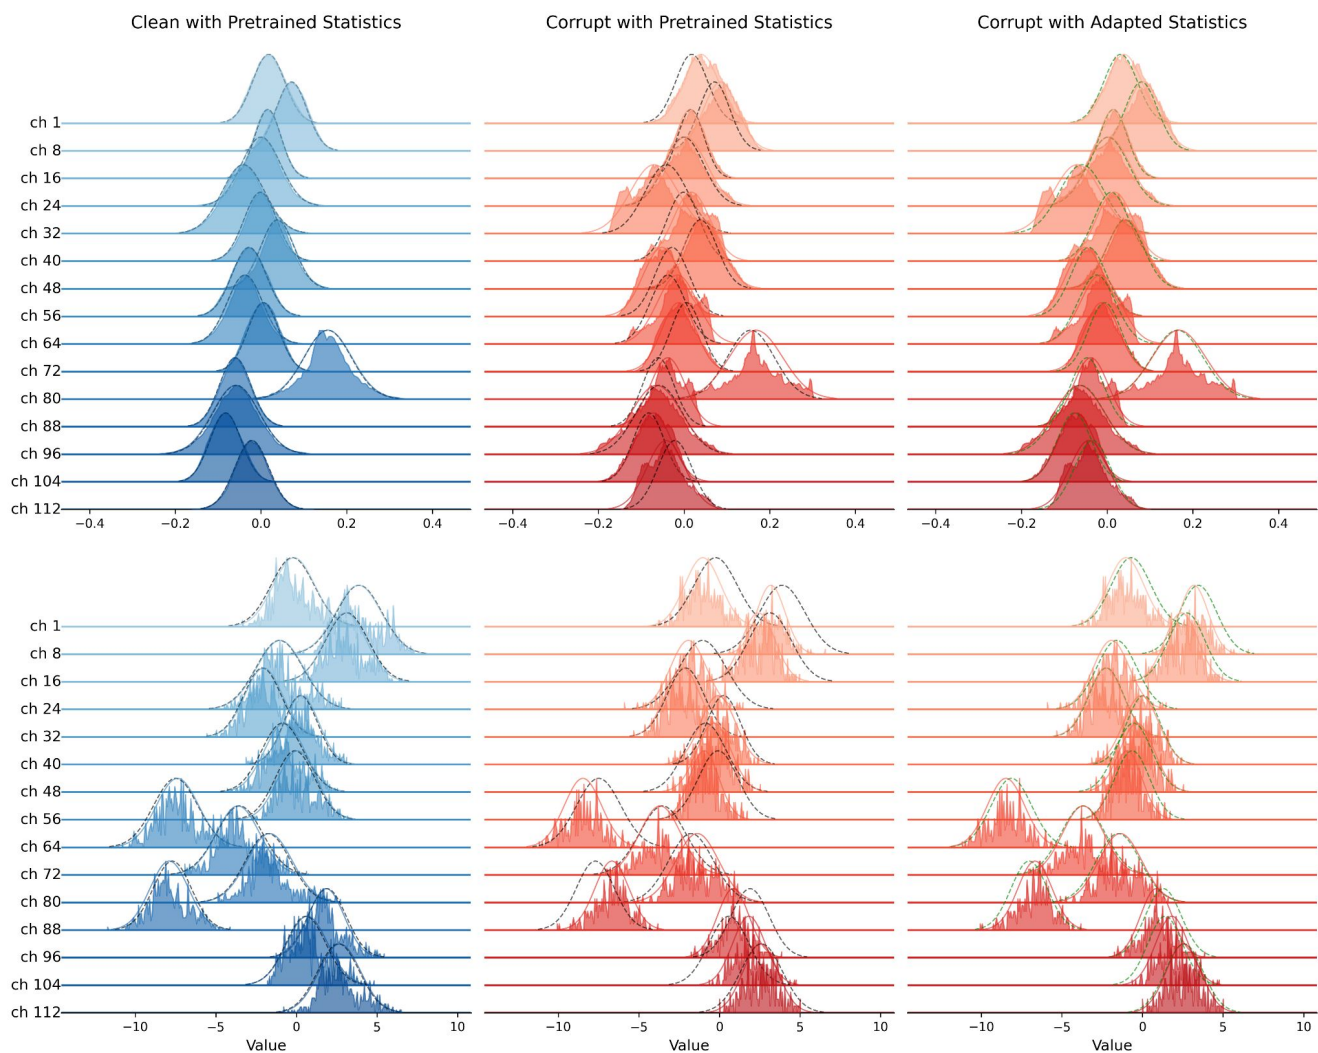 Clean with Pretrained Statistics
Corrupt with Pretrained Statistics
Corrupt with Adapted Statistics
ch 1
ch 8
ch 16
ch 24
ch 32
ch 40
ch 48
ch 56
ch 64
ch 72
ch 80
ch 88
ch 96
ch 104
ch 112
−0.4 −0.2 0.0 0.2 0.4
−0.4 −0.2 0.0 0.2 0.4
−0.4 −0.2 0.0 0.2 0.4
ch 1
ch 8
ch 16
ch 24
ch 32
ch 40
ch 48
ch 56
ch 64
ch 72
ch 80
ch 88
ch 96
ch 104
ch 112
−10 −5 0 5 10
−10 −5 0 5 10
−10 −5 0 5 10
Value
Value
Value